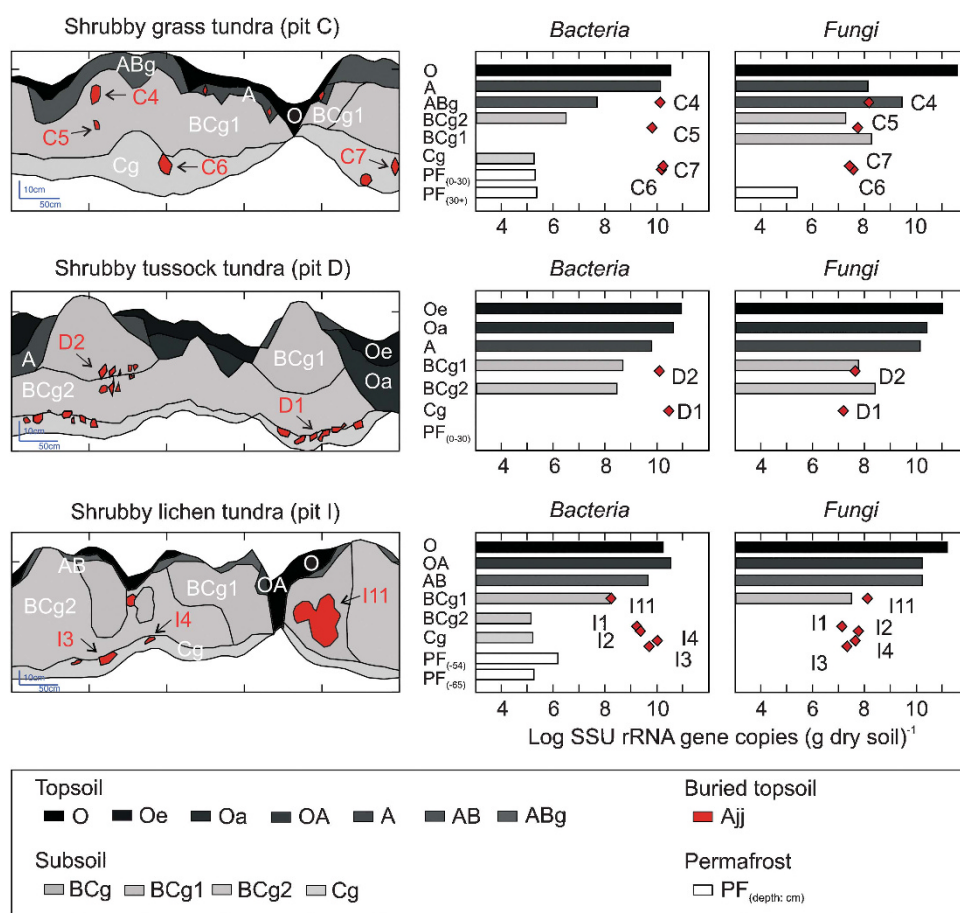 Shrubby grass tundra (pit C)
Bacteria
Fungi
ABg
A
O
BCg1
BCg1
Cg
C4
C5
C6
C7
10cm
50cm
O
A
ABg
BCg2
BCg1
Cg
PF(0-30)
PF(30+)
C4
C5
C7
C6
C4
C5
C7
C6
4 6 8 10
4 6 8 10
Shrubby tussock tundra (pit D)
Bacteria
Fungi
A
D2
BCg1
Oe
Oa
BCg2
D1
10cm
50cm
Oe
Oa
A
BCg1
BCg2
Cg
PF(0-30)
D2
D1
D2
D1
4 6 8 10
4 6 8 10
Shrubby lichen tundra (pit I)
Bacteria
Fungi
AB
BCg2
BCg1
OA
O
I11
I4
I3
Cg
10cm
50cm
O
OA
AB
BCg1
BCg2
Cg
PF(-54)
PF(-65)
I11
I1
I2
I4
I3
I11
I1
I2
I4
I3
4 6 8 10
4 6 8 10
Log SSU rRNA gene copies (g dry soil)-1
Topsoil
O Oe Oa OA A AB ABg
Subsoil
BCg BCg1 BCg2 Cg
Buried topsoil
Ajj
Permafrost
PF(depth: cm)